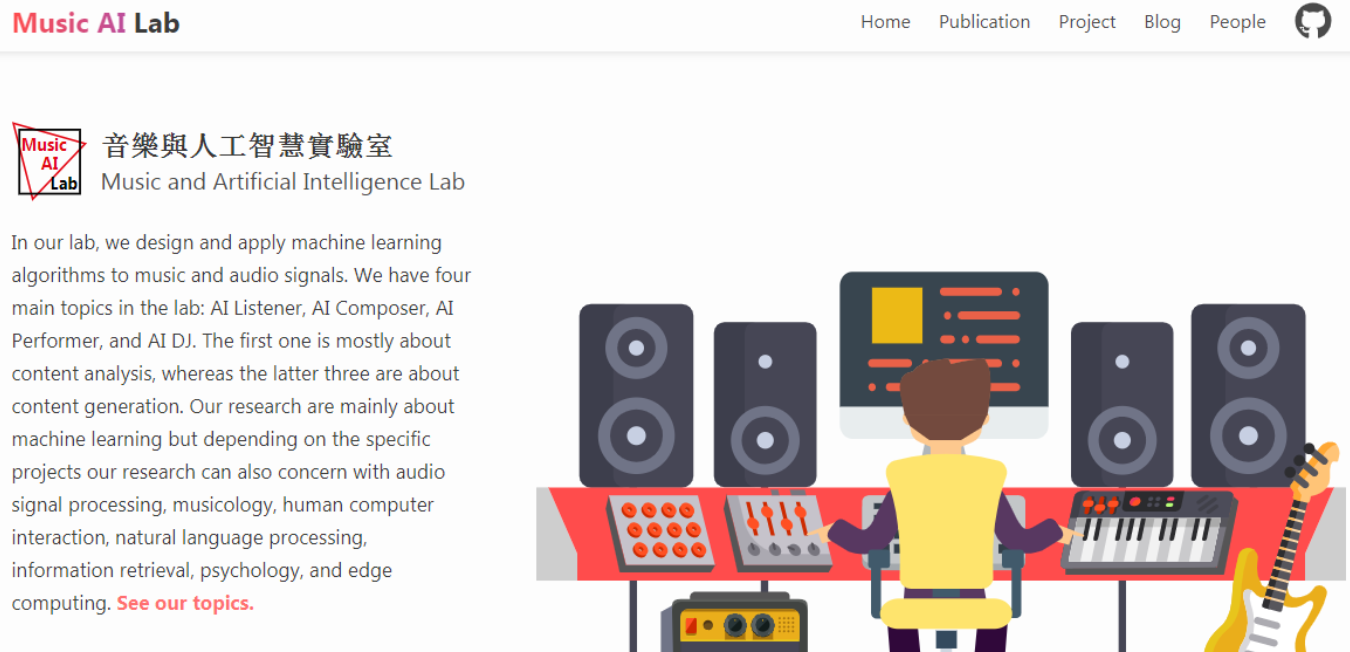 Music AI Lab
Home Publication Project Blog People
Music
AI
Lab
音樂與人工智慧實驗室
Music and Artificial Intelligence Lab
In our lab, we design and apply machine learning
algorithms to music and audio signals. We have four
main topics in the lab: AI Listener, AI Composer, AI
Performer, and AI DJ. The first one is mostly about
content analysis, whereas the latter three are about
content generation. Our research are mainly about
machine learning but depending on the specific
projects our research can also concern with audio
signal processing, musicology, human computer
interaction, natural language processing,
information retrieval, psychology, and edge
computing. See our topics.